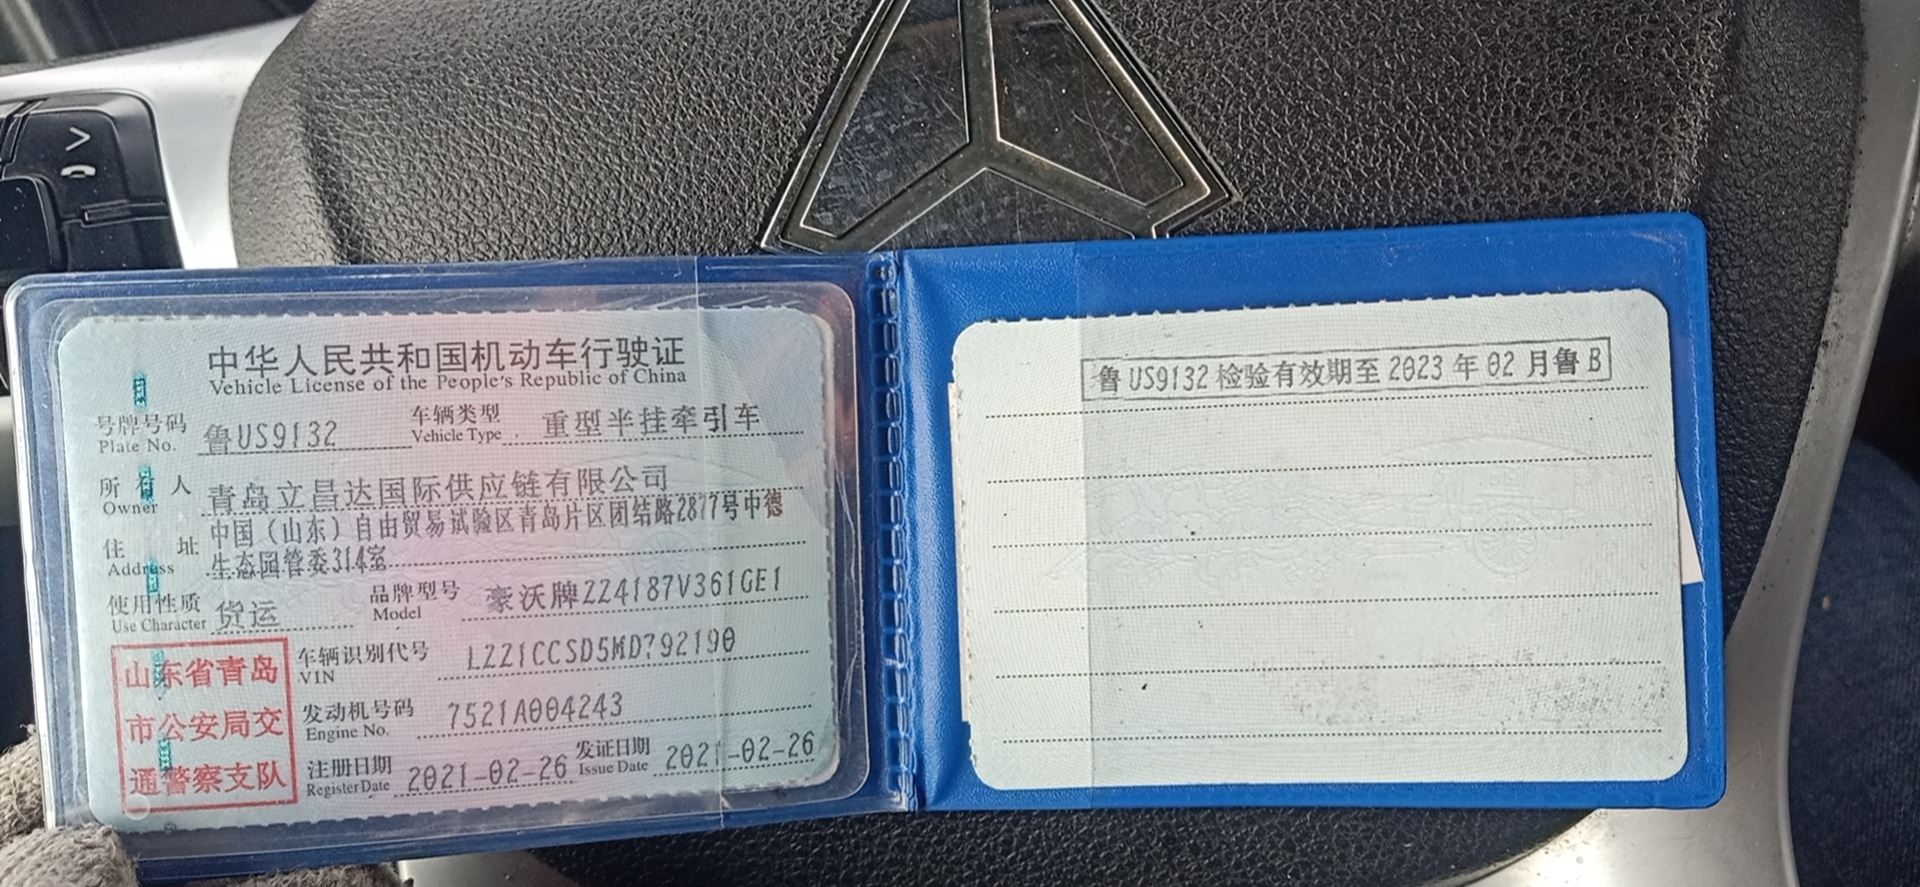 中华人民共和国机动车行驶证
Vehicle License of the People's Republic of China
号牌号码 鲁US9132 车辆类型 重型半挂牵引车
Plate No. Vehicle Type
所有人 青岛立昌达国际供应链有限公司
Owner
中国（山东）自由贸易试验区青岛片区团结路2877号中德
住址 生态园管委314室
Address
使用性质 货运 品牌型号 豪沃牌ZZ4187V361GE1
Use Character Model
车辆识别代号 LZZ1CCSD5MD792190
VIN
发动机号码 7521A004243
Engine No.
注册日期 2021-02-26 发证日期 2021-02-26
Register Date Issue Date
山东省青岛
市公安局交
通警察支队
鲁US9132检验有效期至2023年02月鲁B